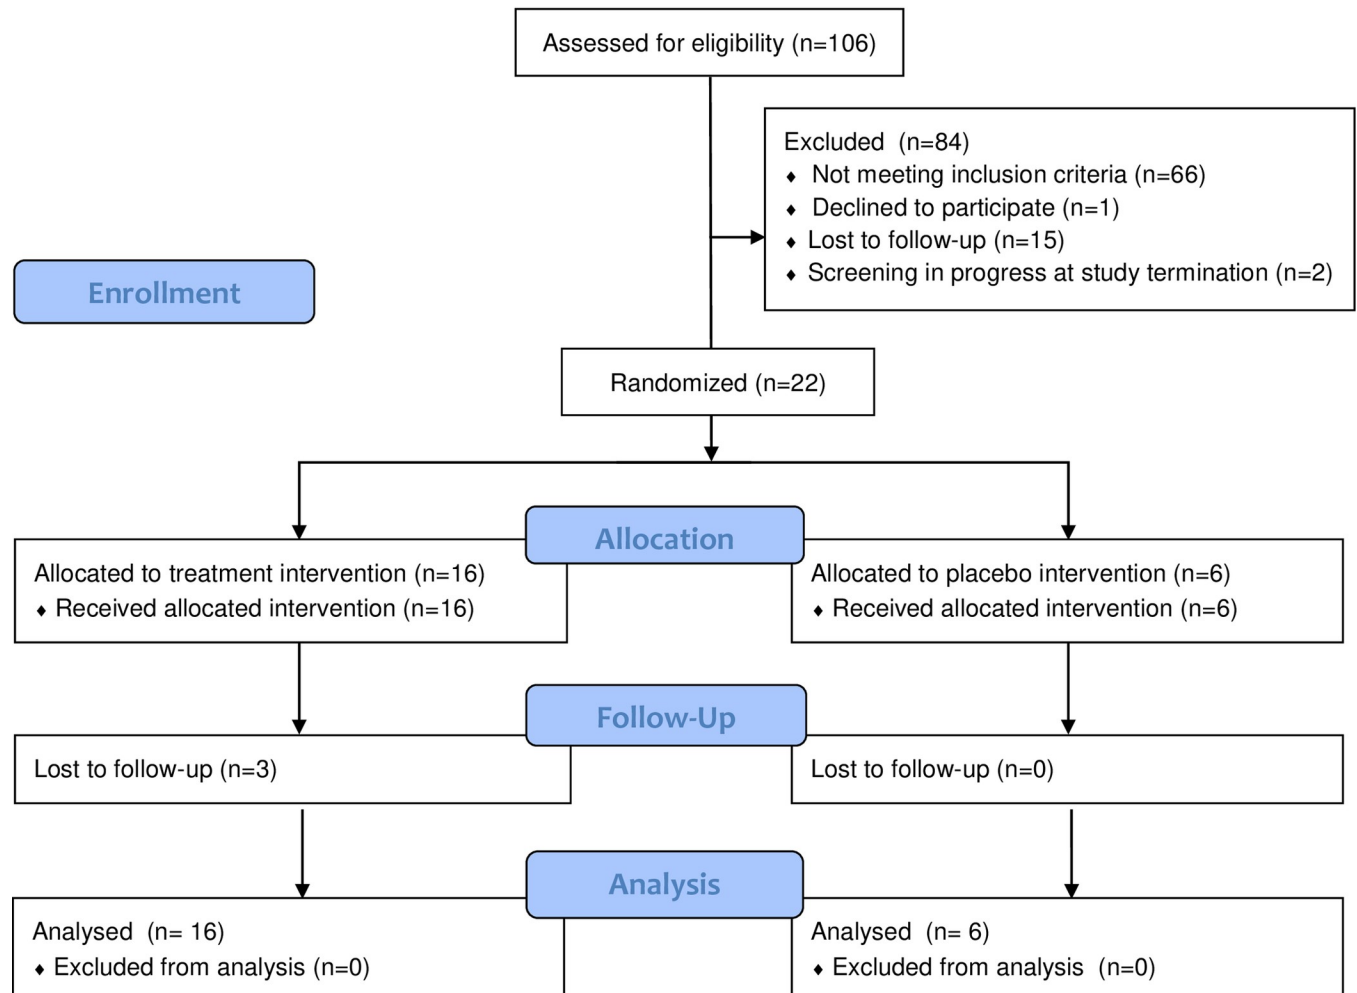 Assessed for eligibility (n=106)
Excluded (n=84)
♦ Not meeting inclusion criteria (n=66)
♦ Declined to participate (n=1)
♦ Lost to follow-up (n=15)
♦ Screening in progress at study termination (n=2)
Enrollment
Randomized (n=22)
Allocation
Allocated to treatment intervention (n=16)
♦ Received allocated intervention (n=16)
Allocated to placebo intervention (n=6)
♦ Received allocated intervention (n=6)
Follow-Up
Lost to follow-up (n=3)
Lost to follow-up (n=0)
Analysis
Analysed (n= 16)
♦ Excluded from analysis (n=0)
Analysed (n= 6)
♦ Excluded from analysis (n=0)